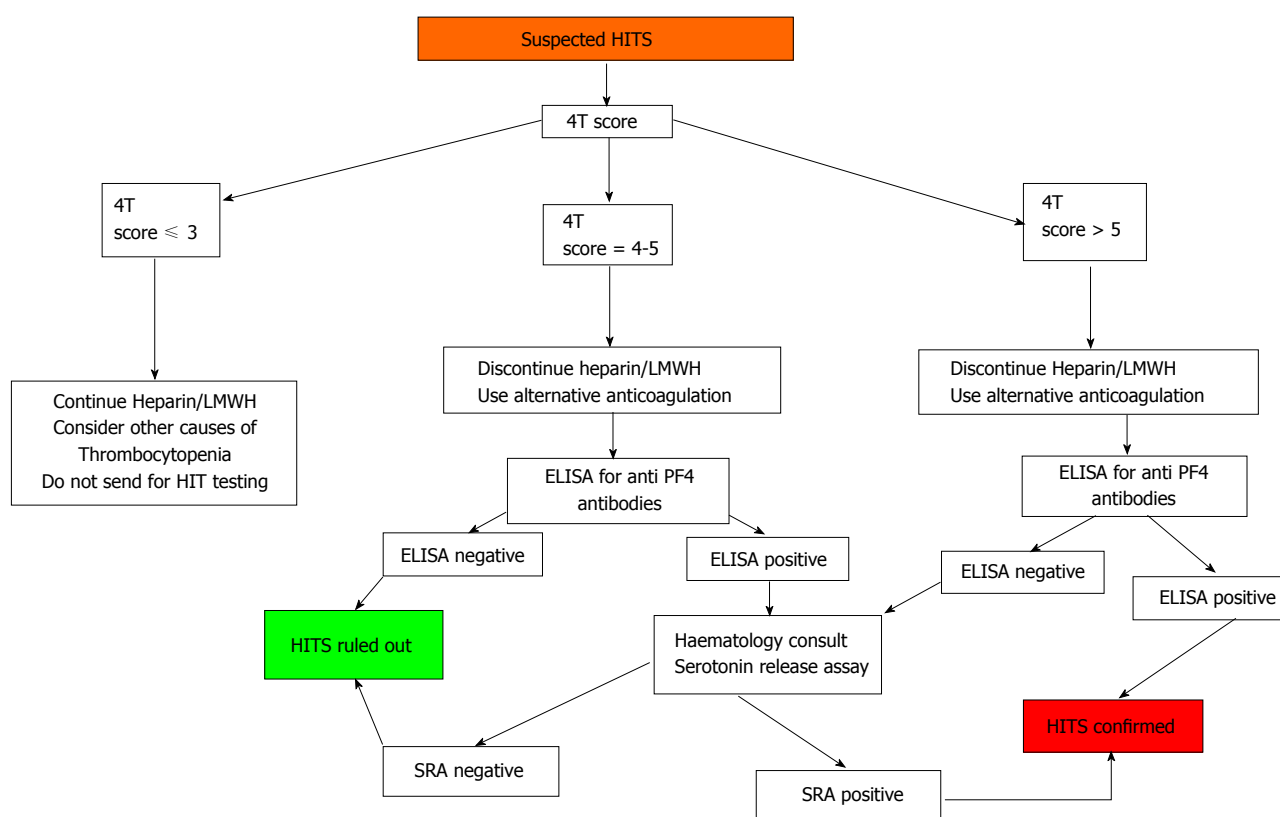 Suspected HITS
4T score
4T
score ⩽ 3
4T
score = 4-5
4T
score > 5
Continue Heparin/LMWH
Consider other causes of
Thrombocytopenia
Do not send for HIT testing
Discontinue heparin/LMWH
Use alternative anticoagulation
Discontinue Heparin/LMWH
Use alternative anticoagulation
ELISA for anti PF4
antibodies
ELISA for anti PF4
antibodies
ELISA negative
ELISA positive
ELISA negative
ELISA positive
HITS ruled out
Haematology consult
Serotonin release assay
HITS confirmed
SRA negative
SRA positive